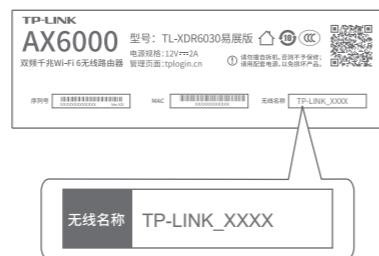 TP-LINK
AX6000
双频千兆Wi-Fi 6无线路由器
型号：TL-XDR6030易展版
电源规格：12V⎓2A
管理页面：tplogin.cn
请勿擅自拆机，否则不予保修；
请用配套电源，以免损坏产品。
序列号
MAC
无线名称 TP-LINK_XXXX
无线名称 TP-LINK_XXXX